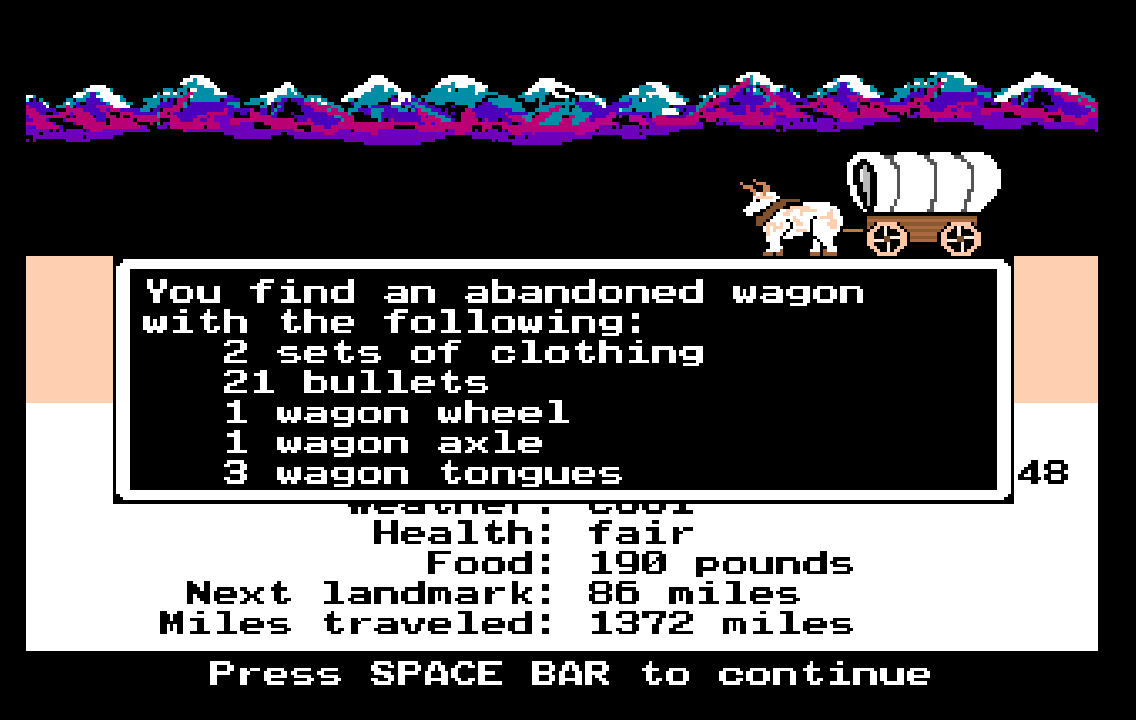 You find an abandoned wagon
with the following:
2 sets of clothing
21 bullets
1 wagon wheel
1 wagon axle
3 wagon tongues
48
Weather: cool
Health: fair
Food: 190 pounds
Next landmark: 86 miles
Miles traveled: 1372 miles
Press SPACE BAR to continue